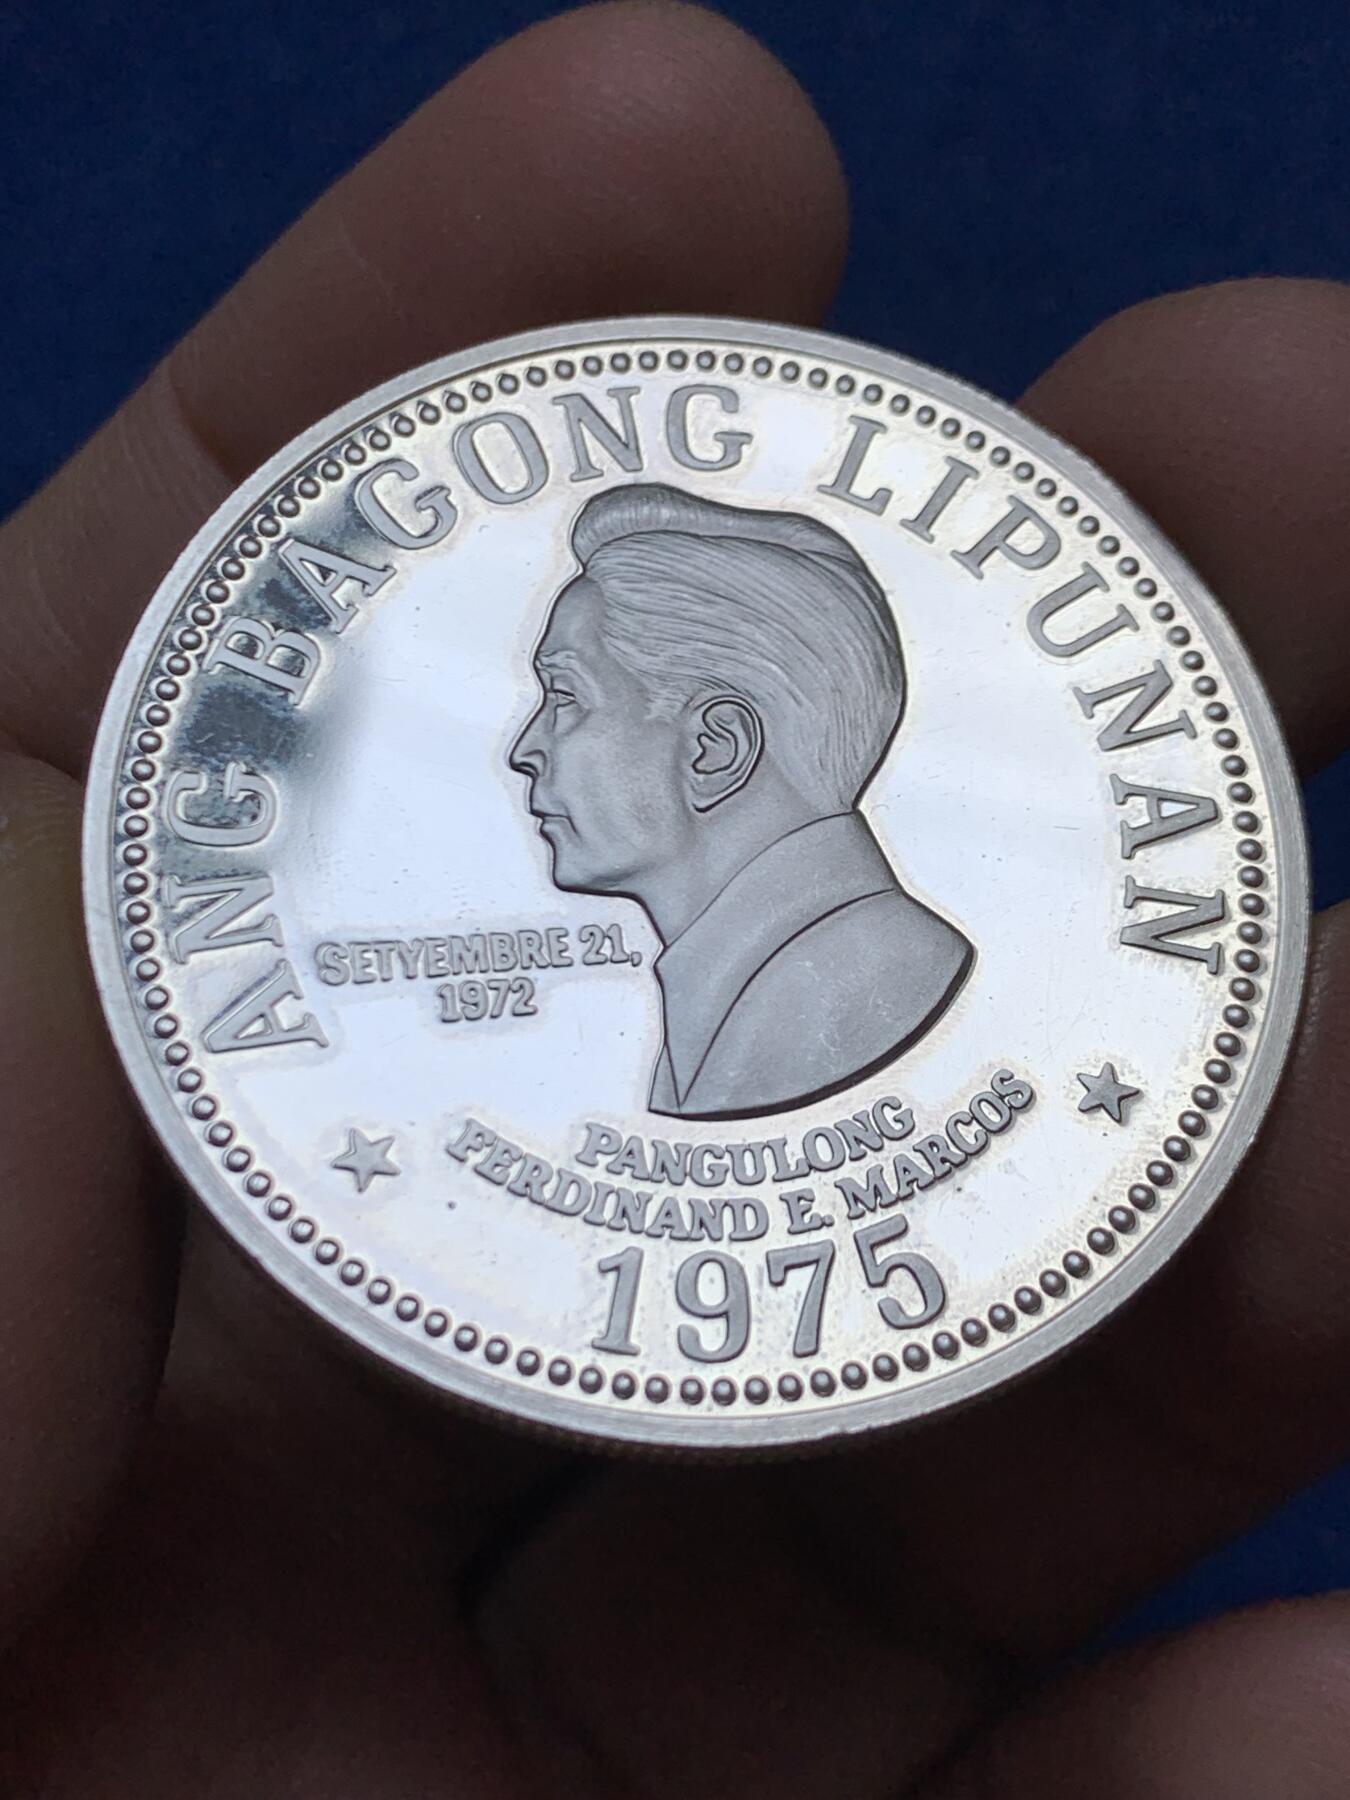 ANG BAGONG LIPUNAN
SETYEMBRE 21,
1972
PANGULONG
FERDINAND E. MARCOS
1975